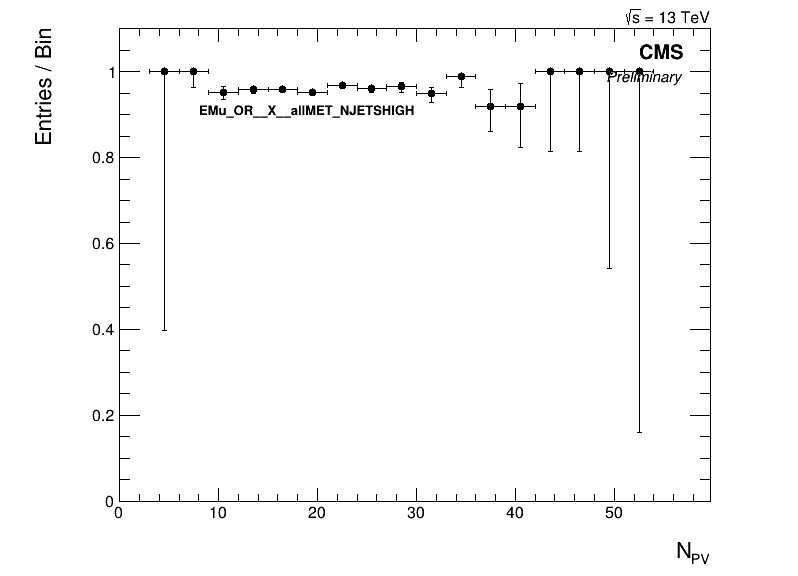 √s = 13 TeV
CMS
Preliminary
EMu_OR__X__allMET_NJETSHIGH
Entries / Bin
1
0.8
0.6
0.4
0.2
0
0 10 20 30 40 50
N_PV